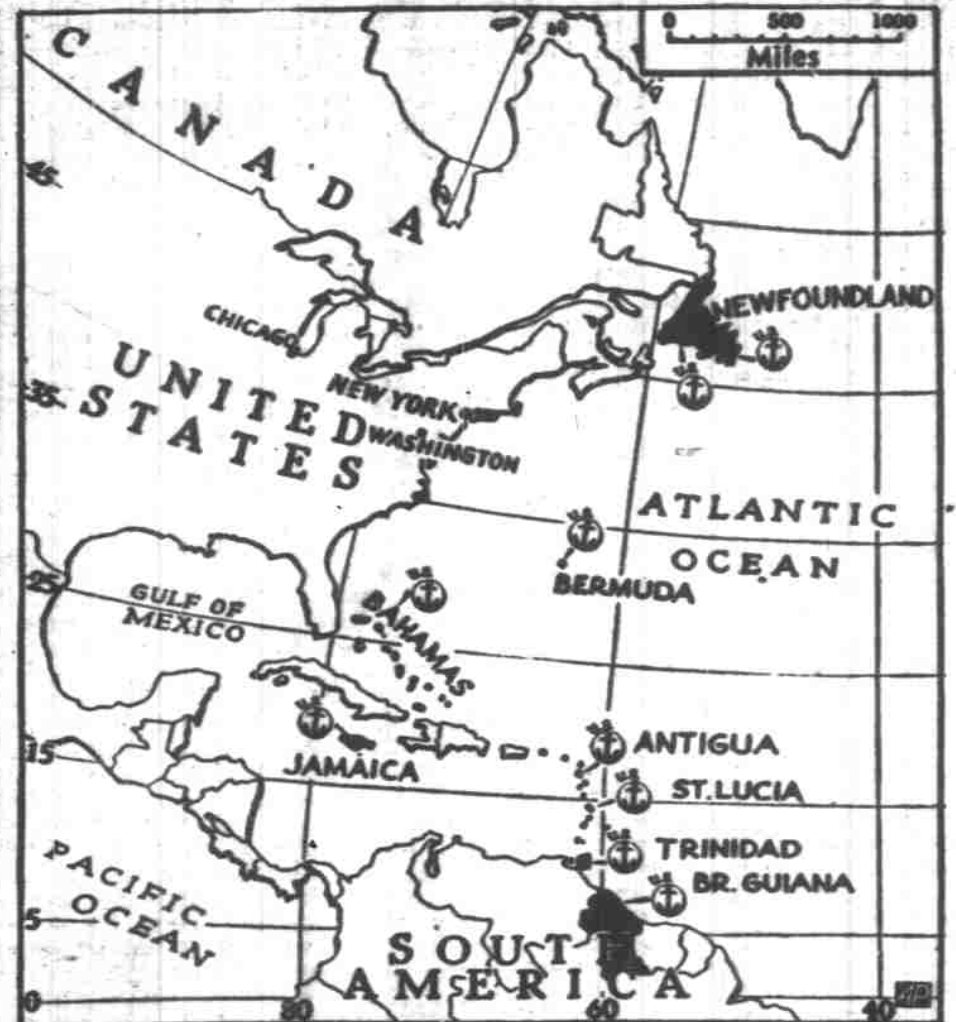 0 500 1000
Miles
CANADA
45
NEWFOUNDLAND
CHICAGO
UNITED
STATES
35
NEW YORK
WASHINGTON
U.S.
U.S.
ATLANTIC
OCEAN
U.S.
BERMUDA
25
GULF OF
MEXICO
U.S.
BAHAMAS
U.S.
JAMAICA
15
U.S.
ANTIGUA
U.S.
ST. LUCIA
U.S.
TRINIDAD
U.S.
BR. GUIANA
PACIFIC
OCEAN
5
SOUTH
AMERICA
0 80 60 40